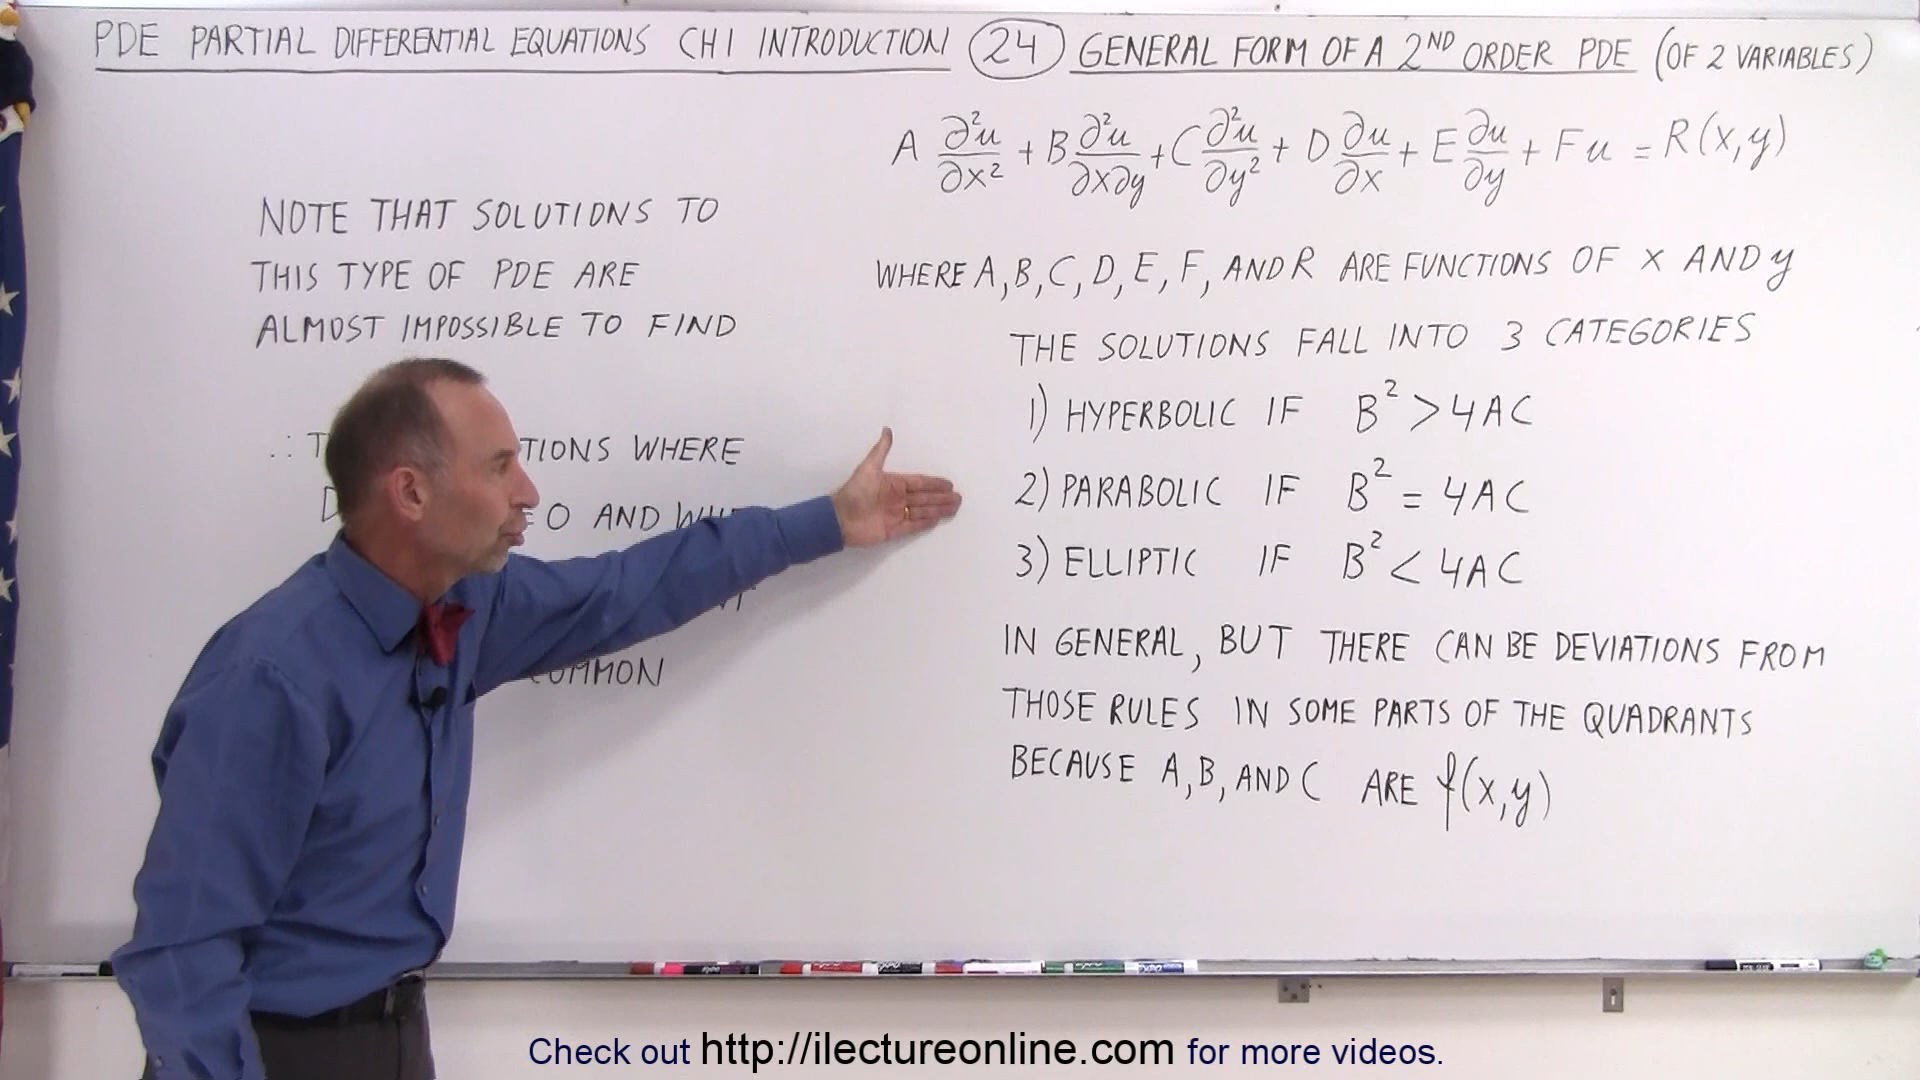 PDE PARTIAL DIFFERENTIAL EQUATIONS CH1 INTRODUCTION 24 GENERAL FORM OF A 2ND ORDER PDE (OF 2 VARIABLES)
A ∂²u/∂x² + B ∂²u/∂x∂y + C ∂²u/∂y² + D ∂u/∂x + E ∂u/∂y + Fu = R(x,y)
NOTE THAT SOLUTIONS TO
THIS TYPE OF PDE ARE
ALMOST IMPOSSIBLE TO FIND
WHERE
0 AND
COMMON
WHERE A, B, C, D, E, F, AND R ARE FUNCTIONS OF x AND y
THE SOLUTIONS FALL INTO 3 CATEGORIES
1) HYPERBOLIC IF B² > 4AC
2) PARABOLIC IF B² = 4AC
3) ELLIPTIC IF B² < 4AC
IN GENERAL, BUT THERE CAN BE DEVIATIONS FROM
THOSE RULES IN SOME PARTS OF THE QUADRANTS
BECAUSE A, B, AND C ARE f(x,y)
Check out http://ilectureonline.com for more videos.